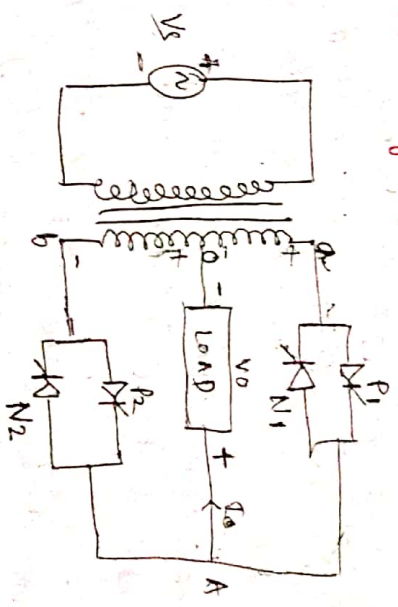 Vs
+
-
a
+
o
+
b
-
-
V0
LOAD
+
I0
A
P1
N1
P2
N2